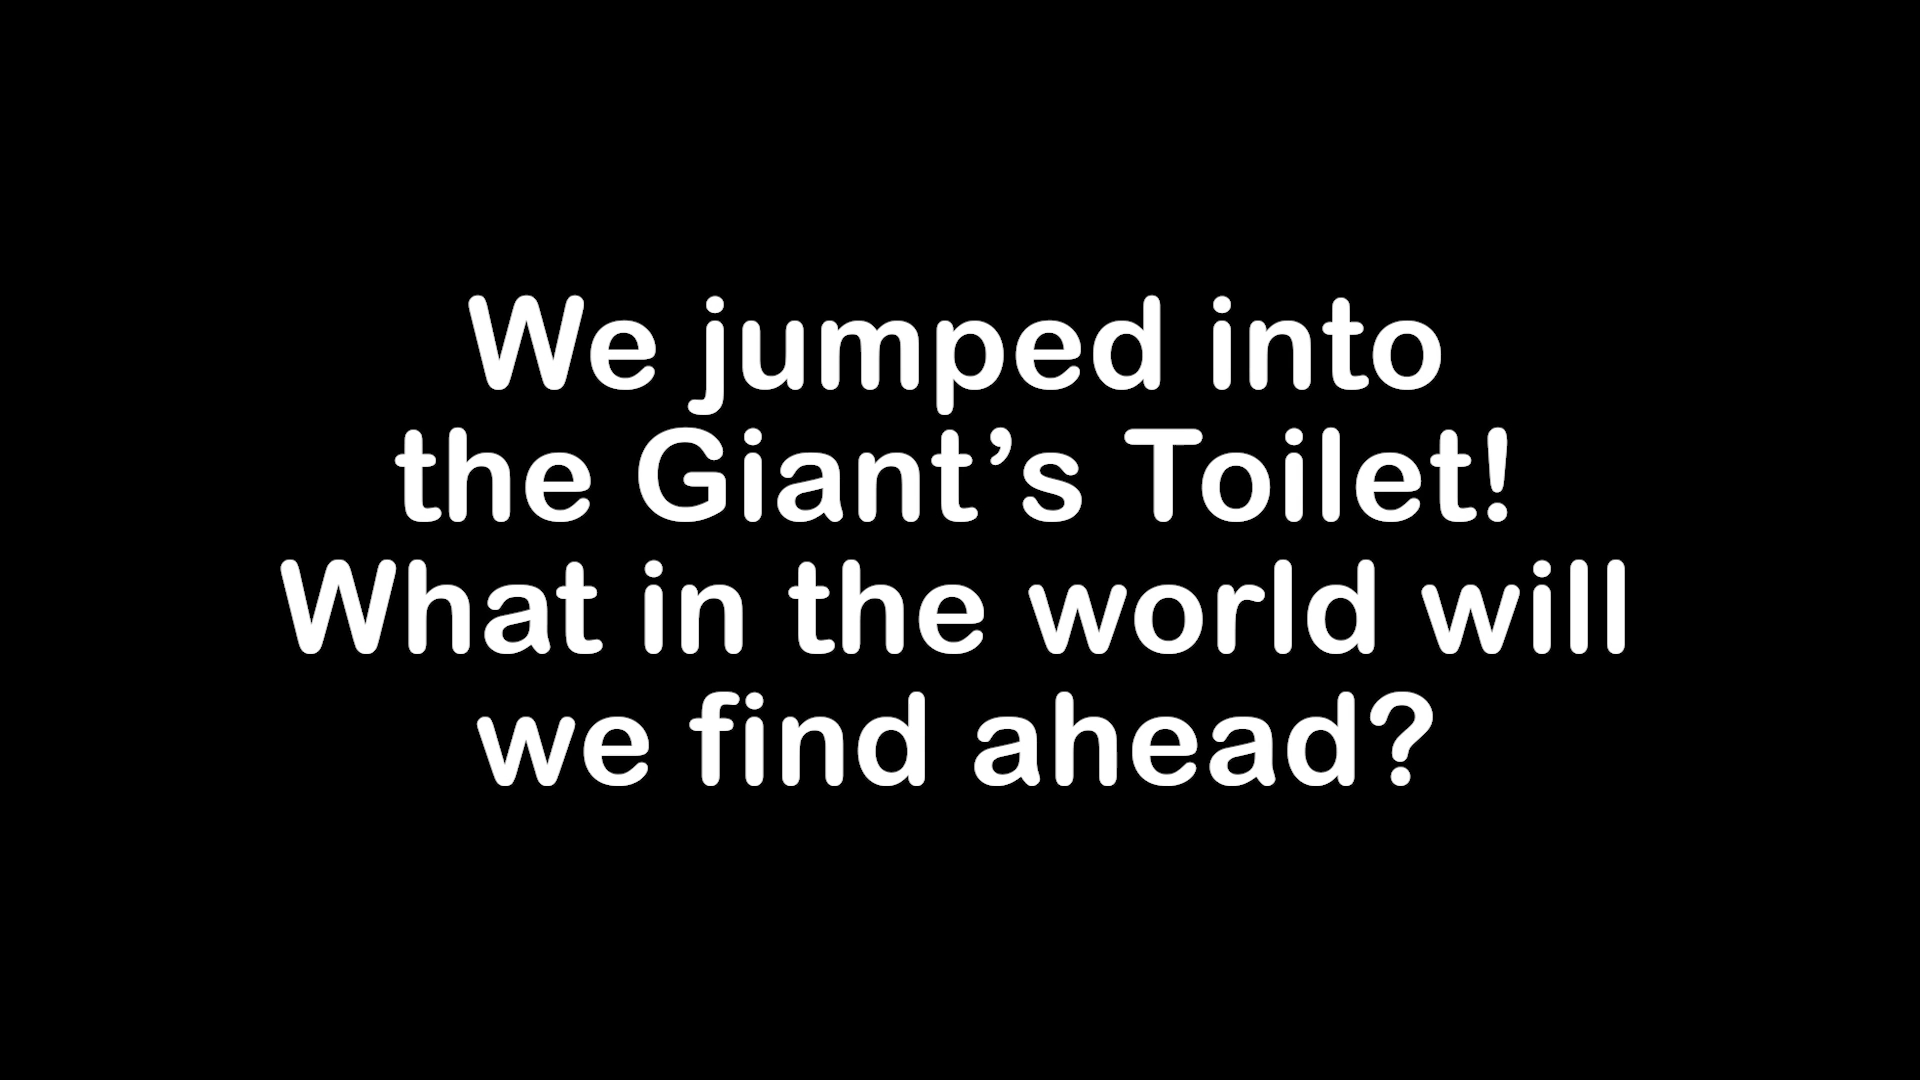 We jumped into
the Giant’s Toilet!
What in the world will
we find ahead?